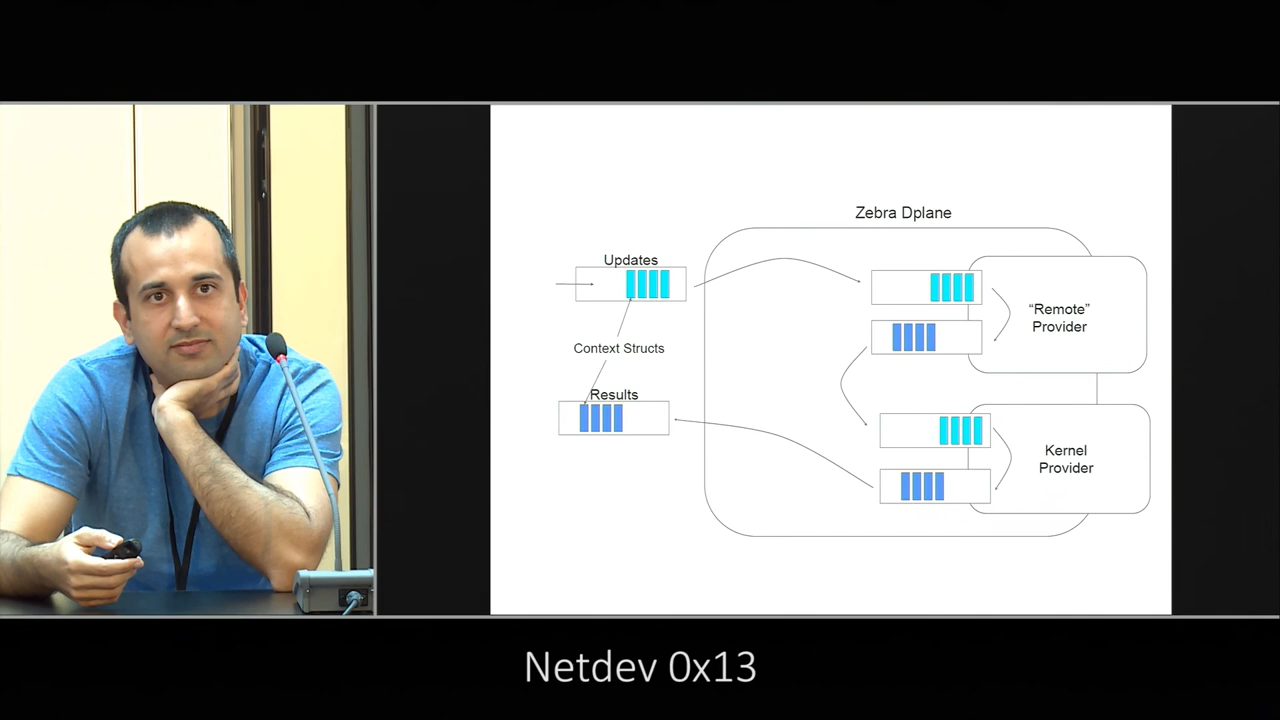 Zebra Dplane
Updates
“Remote”
Provider
Context Structs
Results
Kernel
Provider
Netdev 0x13